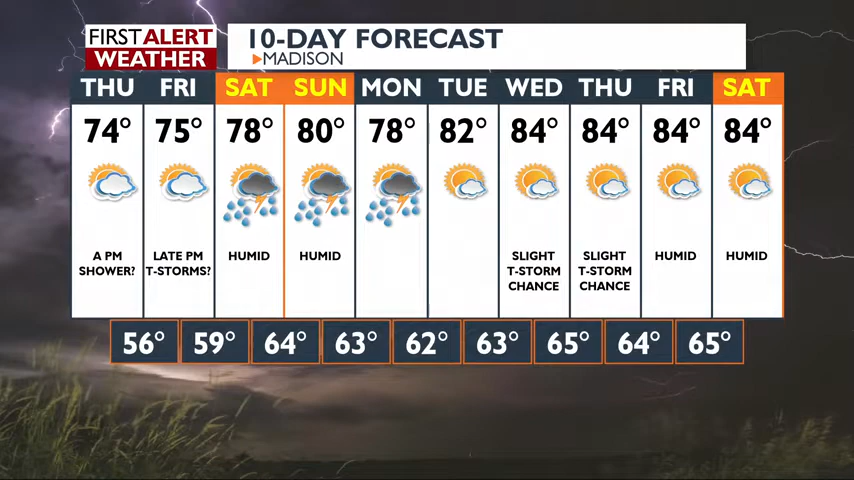 FIRST ALERT
WEATHER
10-DAY FORECAST
MADISON
THU FRI SAT SUN MON TUE WED THU FRI SAT
74° 75° 78° 80° 78° 82° 84° 84° 84° 84°
A PM LATE PM HUMID HUMID SLIGHT SLIGHT HUMID HUMID
SHOWER? T-STORMS? T-STORM T-STORM
CHANCE CHANCE
56° 59° 64° 63° 62° 63° 65° 64° 65°